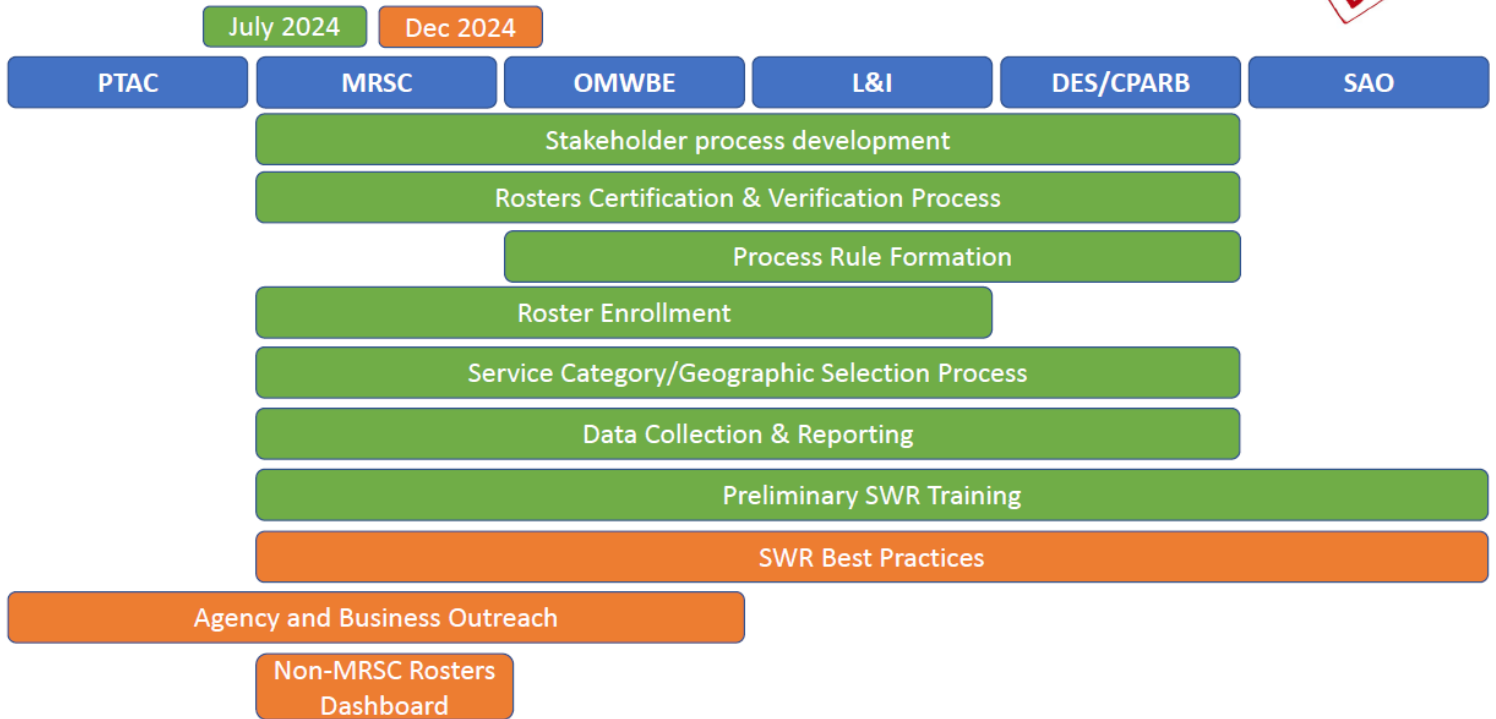 July 2024 Dec 2024
PTAC MRSC OMWBE L&I DES/CPARB SAO
Stakeholder process development
Rosters Certification & Verification Process
Process Rule Formation
Roster Enrollment
Service Category/Geographic Selection Process
Data Collection & Reporting
Preliminary SWR Training
SWR Best Practices
Agency and Business Outreach
Non-MRSC Rosters
Dashboard